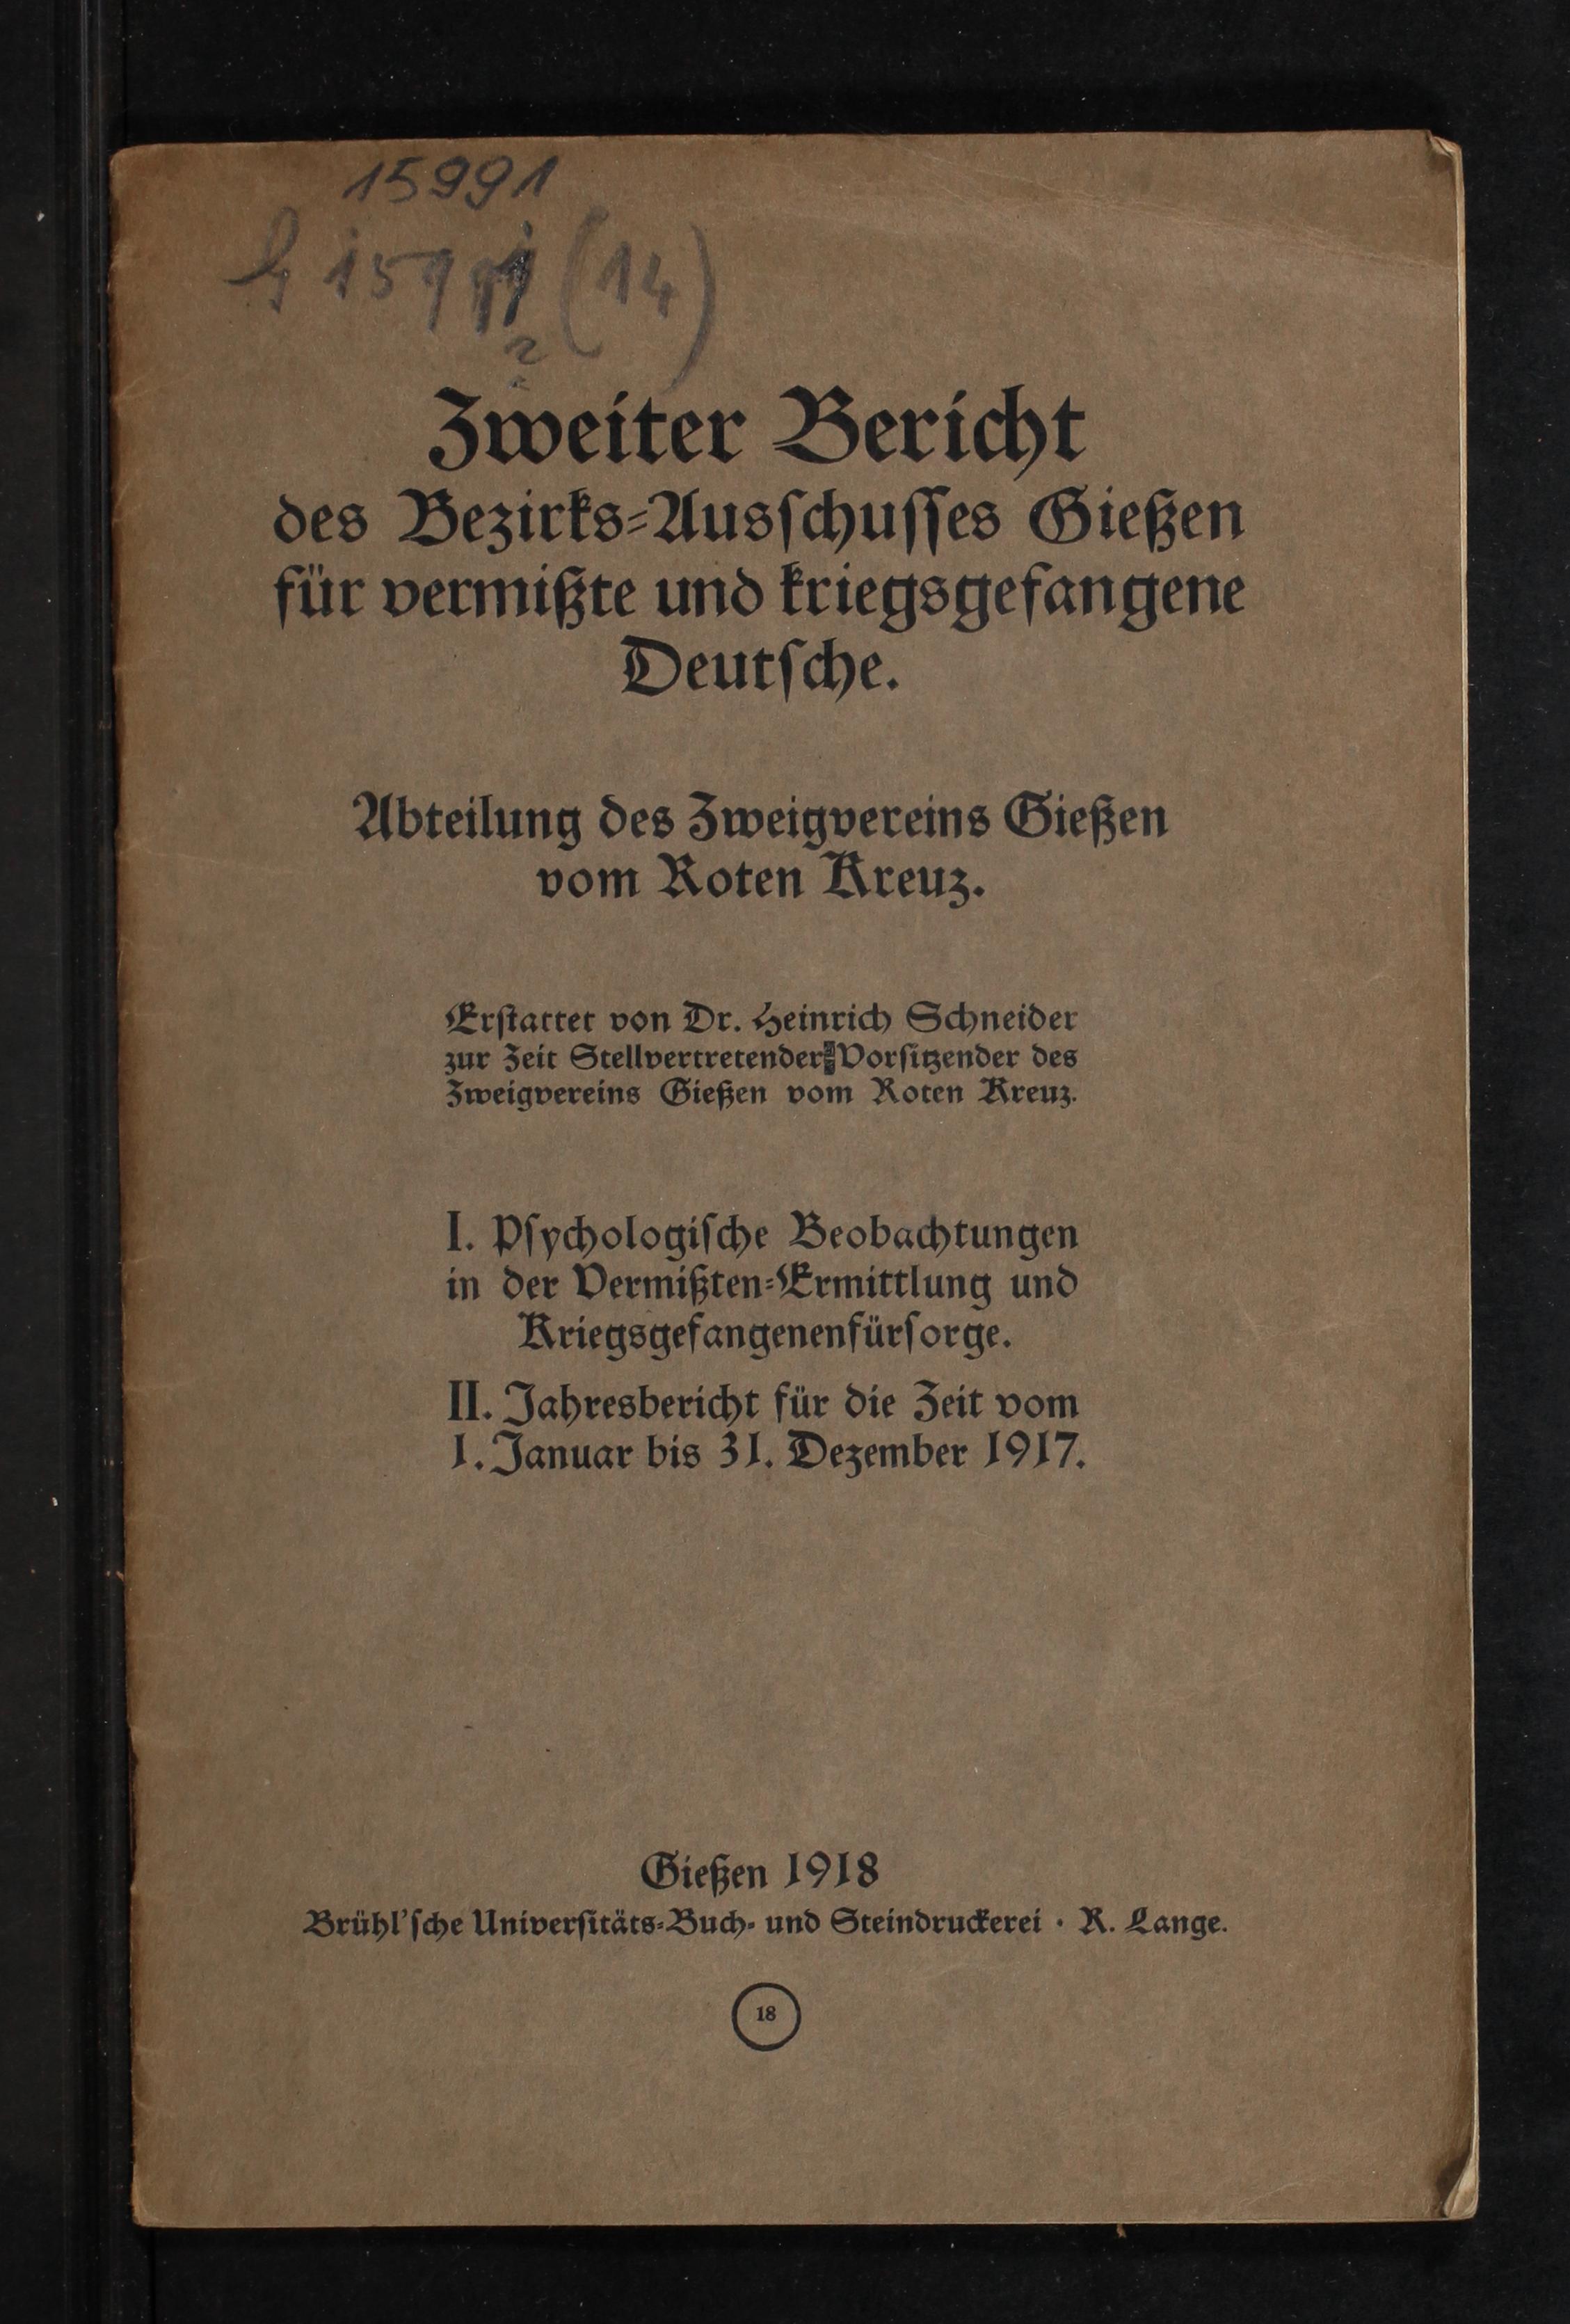 15991
(14)
Zweiter Bericht
des Bezirks-Ausschusses Gießen
für vermißte und kriegsgefangene
Deutsche.
Abteilung des Zweigvereins Gießen
vom Roten Kreuz.
Erstattet von Dr. Heinrich Schneider
zur Zeit Stellvertretender Vorsitzender des
Zweigvereins Gießen vom Roten Kreuz.
I. Psychologische Beobachtungen
in der Vermißten-Ermittlung und
Kriegsgefangenenfürsorge.
II. Jahresbericht für die Zeit vom
1. Januar bis 31. Dezember 1917.
Gießen 1918
Brühl'sche Universitäts-Buch- und Steindruckerei · R. Lange.
18